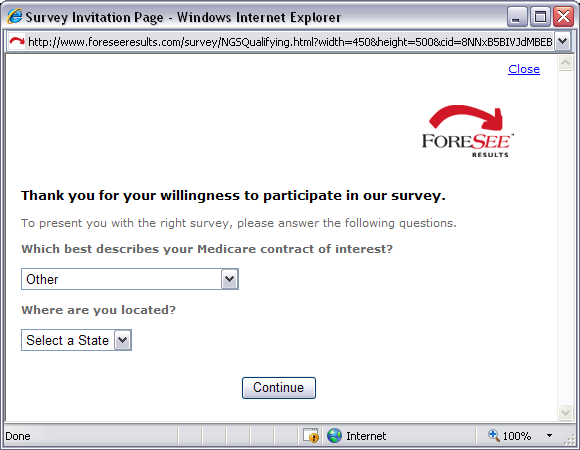 Survey Invitation Page - Windows Internet Explorer
http://www.foreseeresults.com/survey/NGSQualifying.html?width=450&height=500&cid=8NNxB5BIVJdMBEB
Close
FORESEE™
RESULTS
Thank you for your willingness to participate in our survey.
To present you with the right survey, please answer the following questions.
Which best describes your Medicare contract of interest?
Other
Where are you located?
Select a State
Continue
Done
Internet
100%